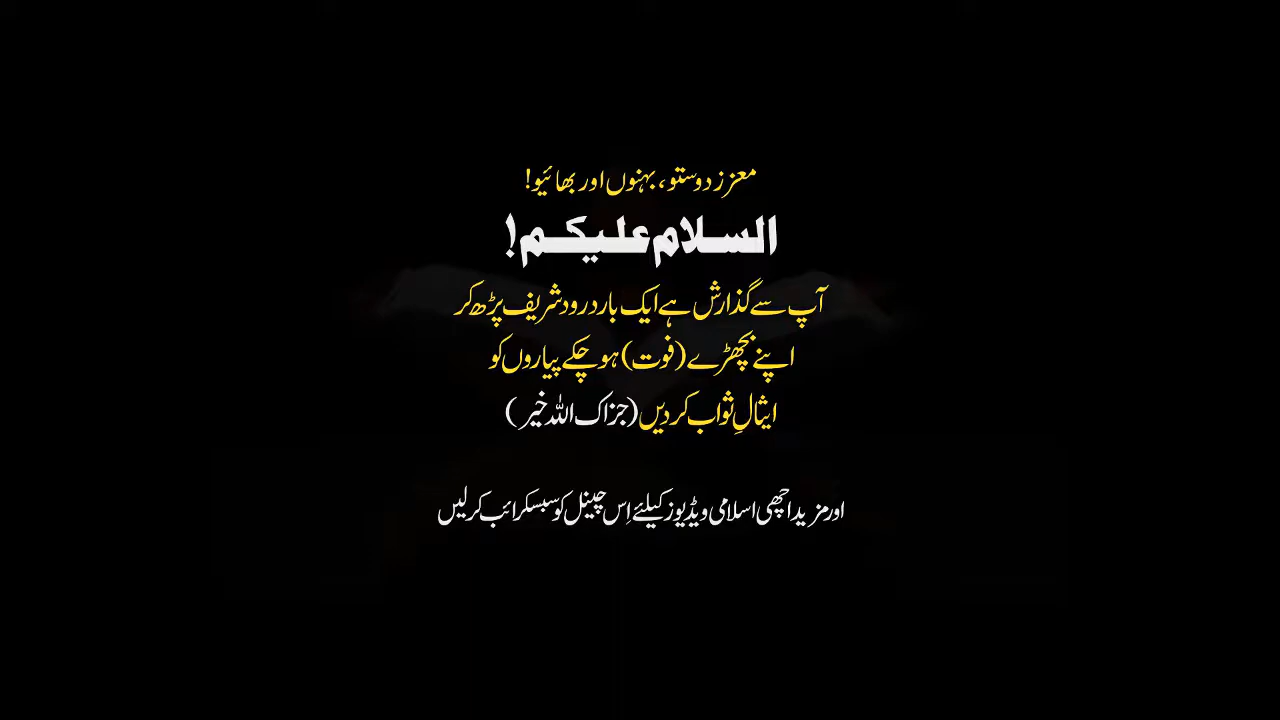 معزز دوستو، بہنوں اور بھائیو!
السلام علیکم!
آپ سے گذارش ہے ایک بار درود شریف پڑھ کر
اپنے بچھڑے (فوت) ہو چکے پیاروں کو
ایثالِ ثواب کر دیں (جزاک اللہ خیر)
اور مزید اچھی اسلامی ویڈیوز کیلئے اِس چینل کو سبسکرائب کر لیں